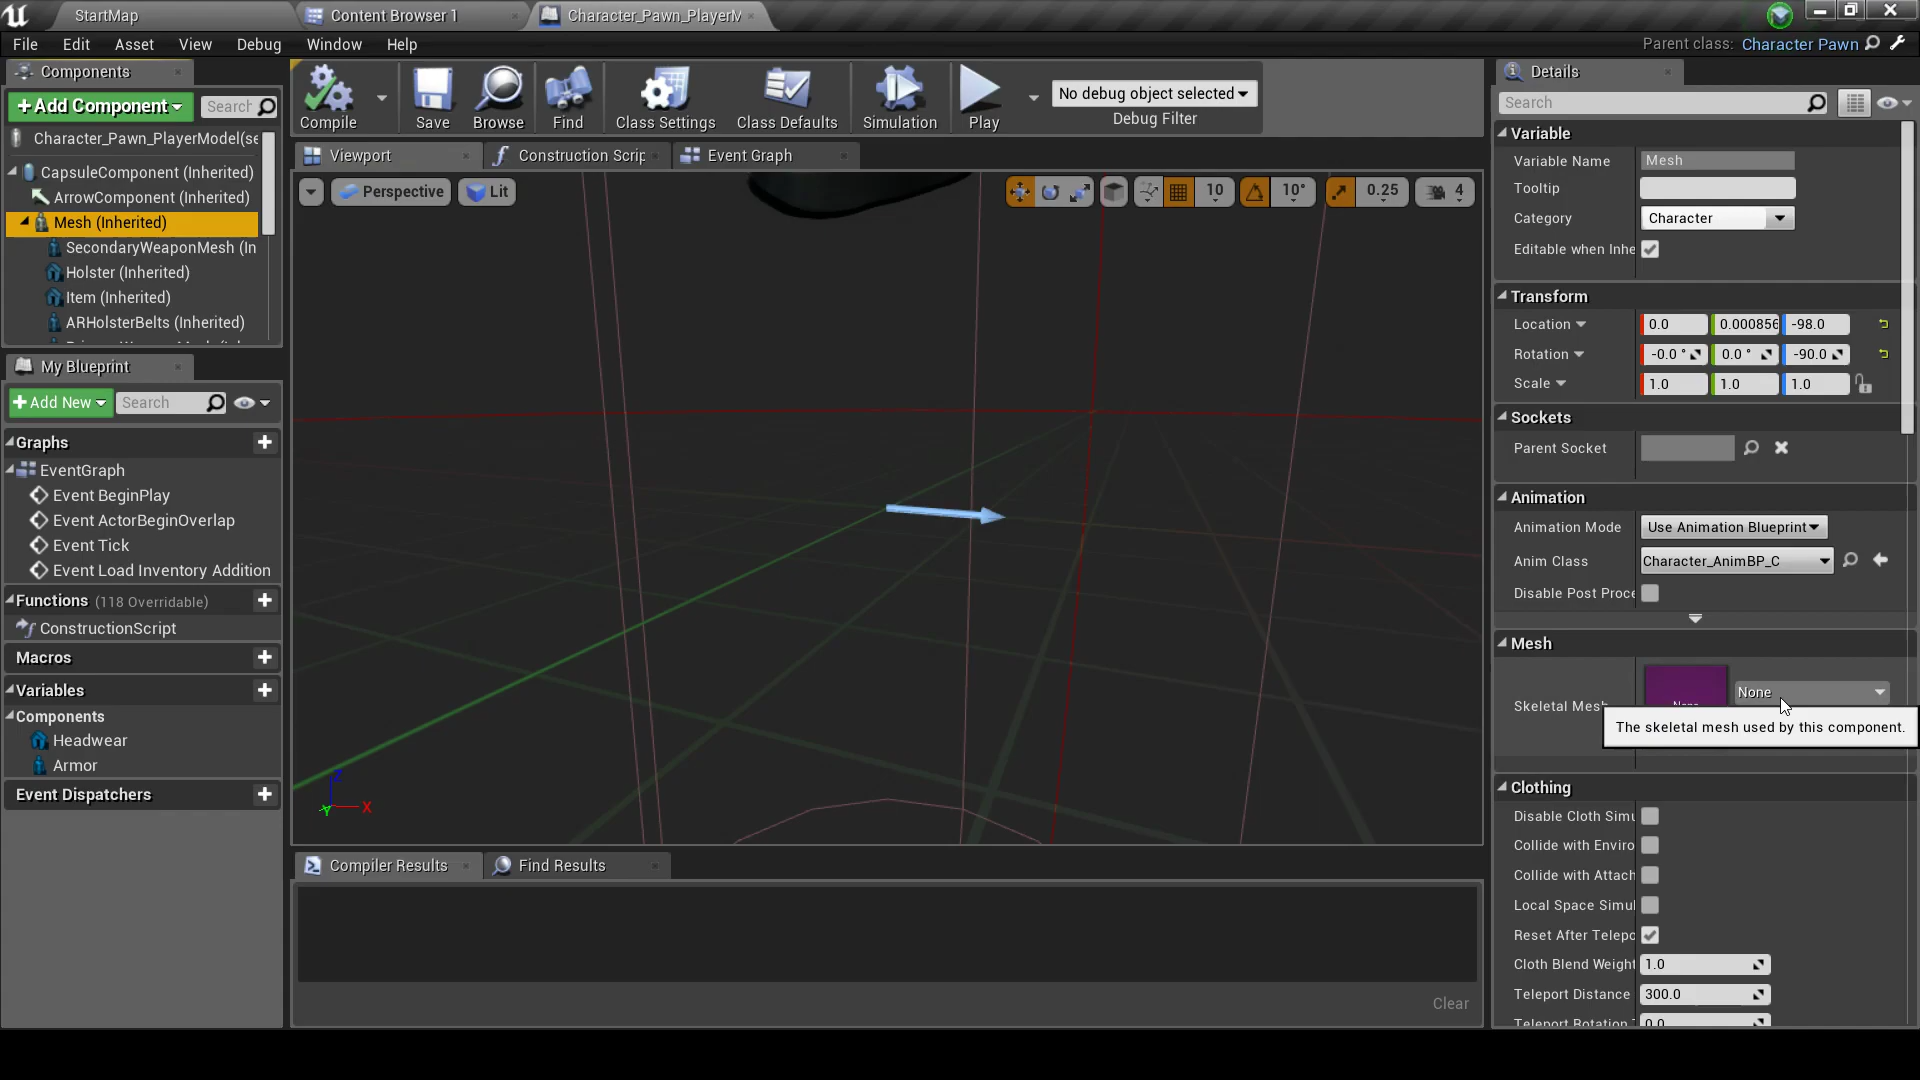 StartMap
Content Browser 1
Character_Pawn_PlayerM
File Edit Asset View Debug Window Help
Parent class: Character Pawn
Components
+Add Component
Search
Character_Pawn_PlayerModel(se
CapsuleComponent (Inherited)
ArrowComponent (Inherited)
Mesh (Inherited)
SecondaryWeaponMesh (In
Holster (Inherited)
Item (Inherited)
ARHolsterBelts (Inherited)
My Blueprint
+Add New
Search
Graphs
EventGraph
Event BeginPlay
Event ActorBeginOverlap
Event Tick
Event Load Inventory Addition
Functions (118 Overridable)
ConstructionScript
Macros
Variables
Components
Headwear
Armor
Event Dispatchers
Compile
Save
Browse
Find
Class Settings
Class Defaults
Simulation
Play
No debug object selected
Debug Filter
Viewport
Construction Scrip
Event Graph
Perspective
Lit
10
10°
0.25
4
Z
Y
X
Compiler Results
Find Results
Clear
Details
Search
Variable
Variable Name Mesh
Tooltip
Category Character
Editable when Inhe
Transform
Location 0.0 0.000856 -98.0
Rotation -0.0 ° 0.0 ° -90.0
Scale 1.0 1.0 1.0
Sockets
Parent Socket
Animation
Animation Mode Use Animation Blueprint
Anim Class Character_AnimBP_C
Disable Post Proce
Mesh
Skeletal Mesh None
The skeletal mesh used by this component.
Clothing
Disable Cloth Simu
Collide with Enviro
Collide with Attach
Local Space Simul
Reset After Telepo
Cloth Blend Weight 1.0
Teleport Distance 300.0
Teleport Rotation T 0.0